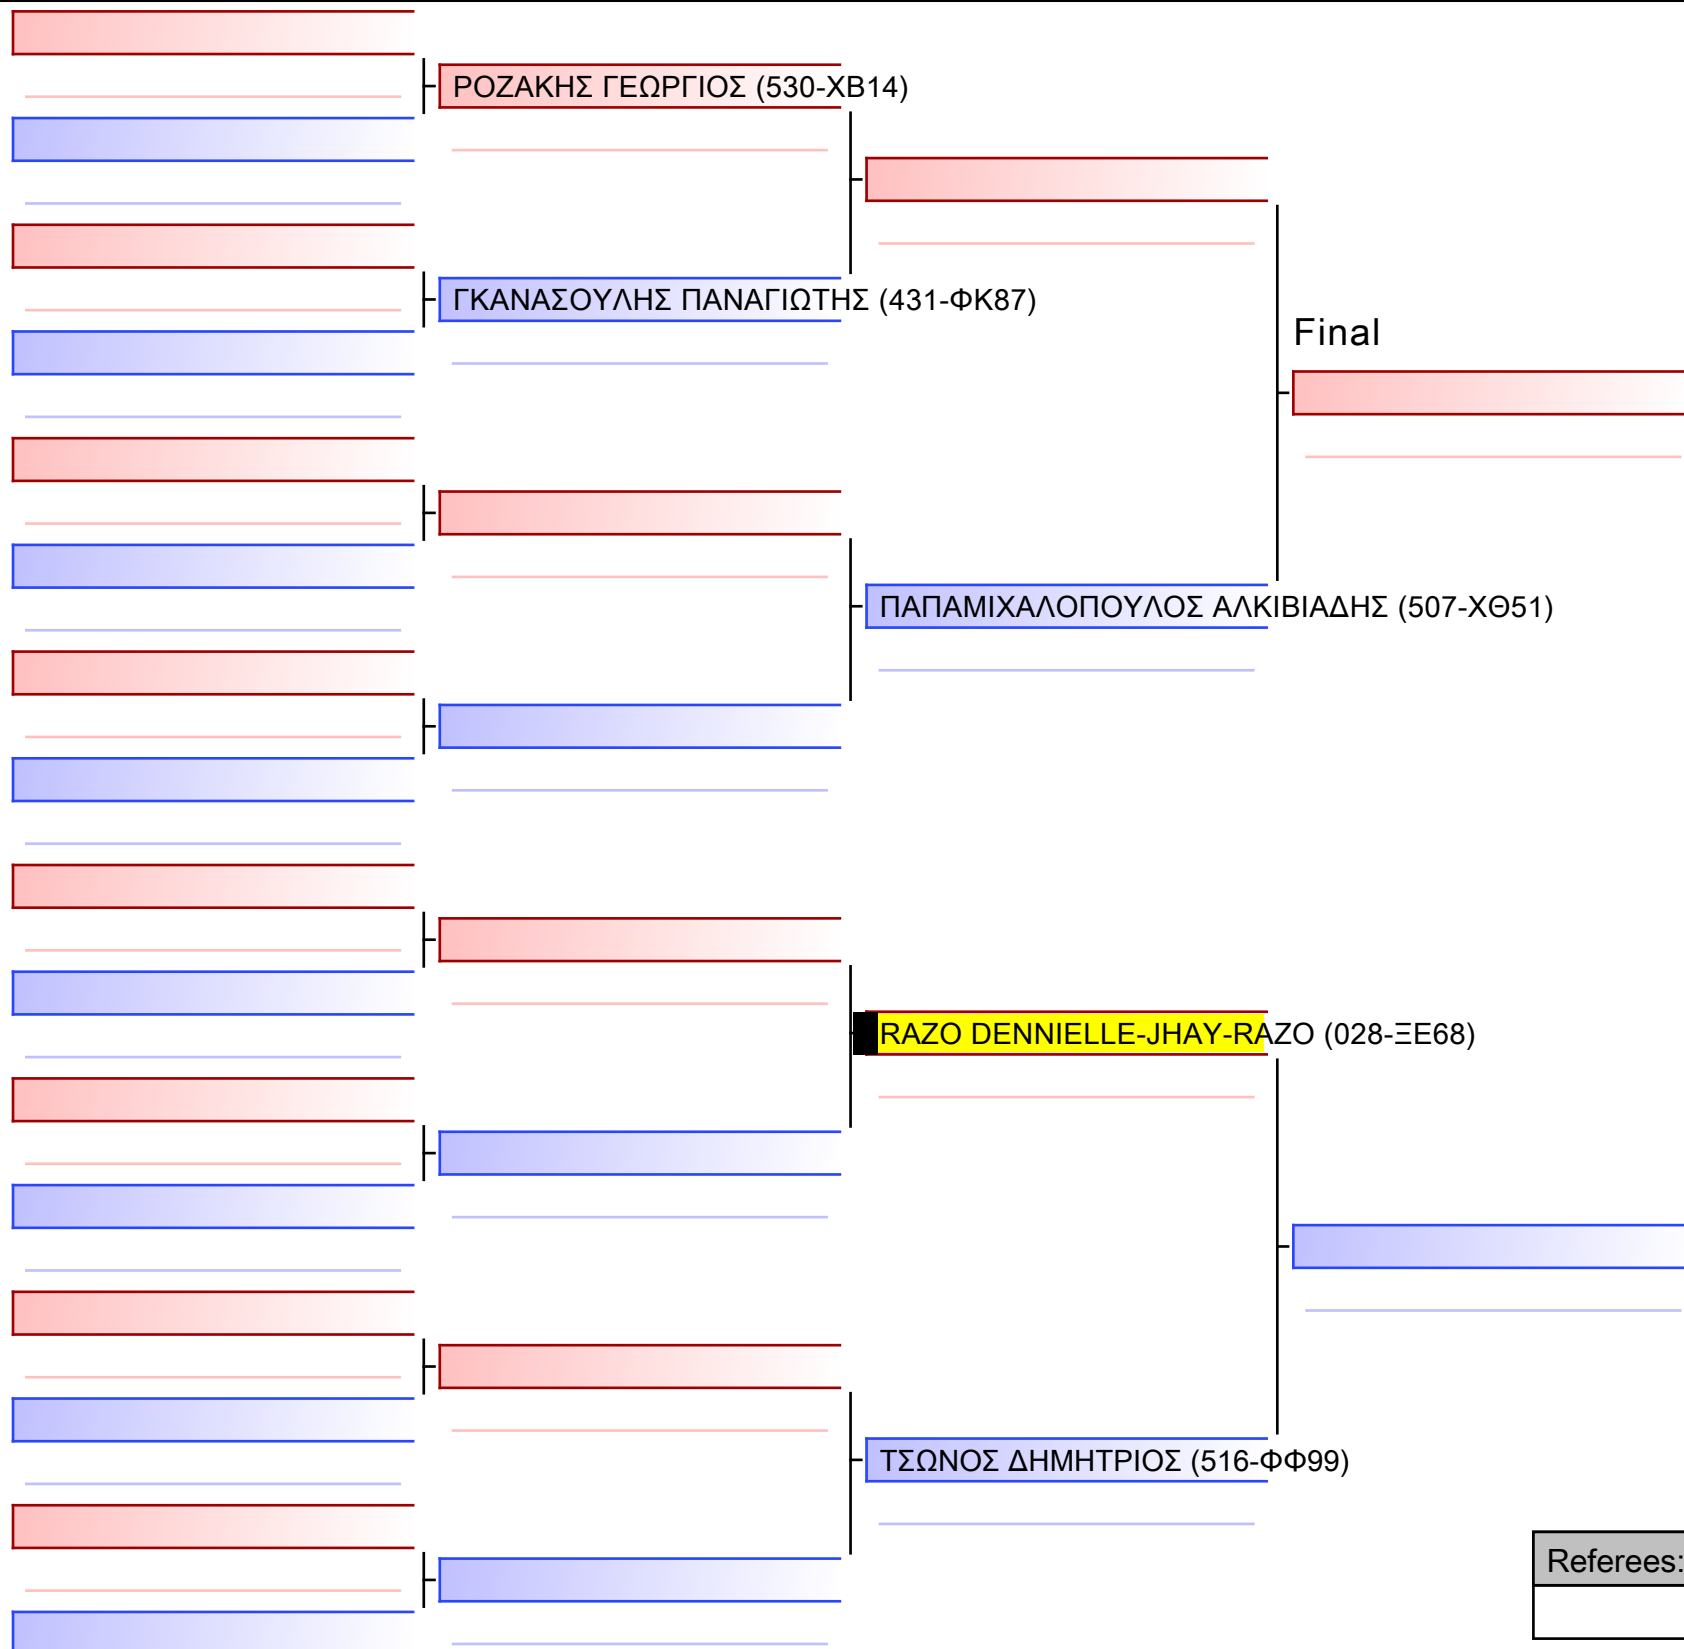 ΡΟΖΑΚΗΣ ΓΕΩΡΓΙΟΣ (530-ΧΒ14)
ΓΚΑΝΑΣΟΥΛΗΣ ΠΑΝΑΓΙΩΤΗΣ (431-ΦΚ87)
Final
ΠΑΠΑΜΙΧΑΛΟΠΟΥΛΟΣ ΑΛΚΙΒΙΑΔΗΣ (507-ΧΘ51)
RAZO DENNIELLE-JHAY-RAZO (028-ΞΕ68)
ΤΣΩΝΟΣ ΔΗΜΗΤΡΙΟΣ (516-ΦΦ99)
Referees: